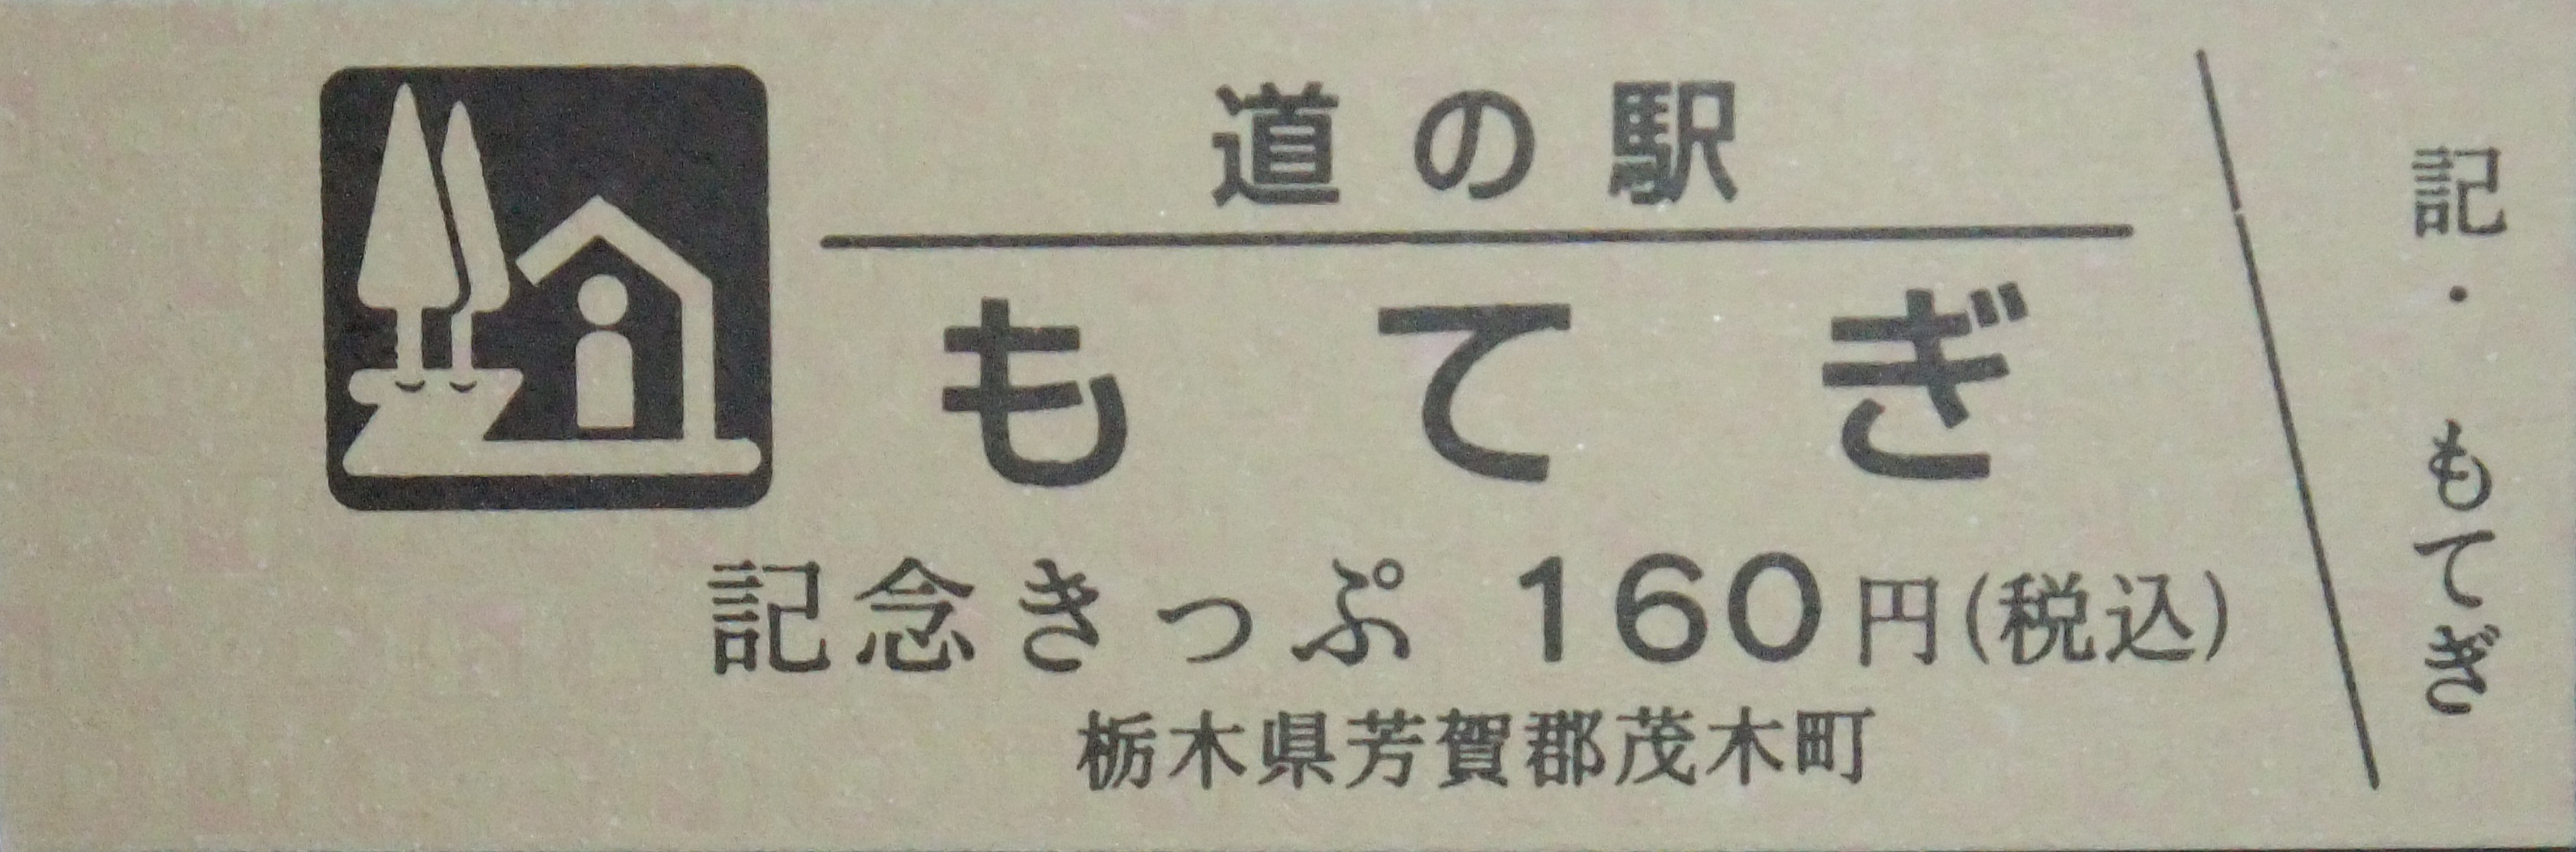 道の駅
もてぎ
記念きっぷ 160円(税込)
栃木県芳賀郡茂木町
記・ もてぎ